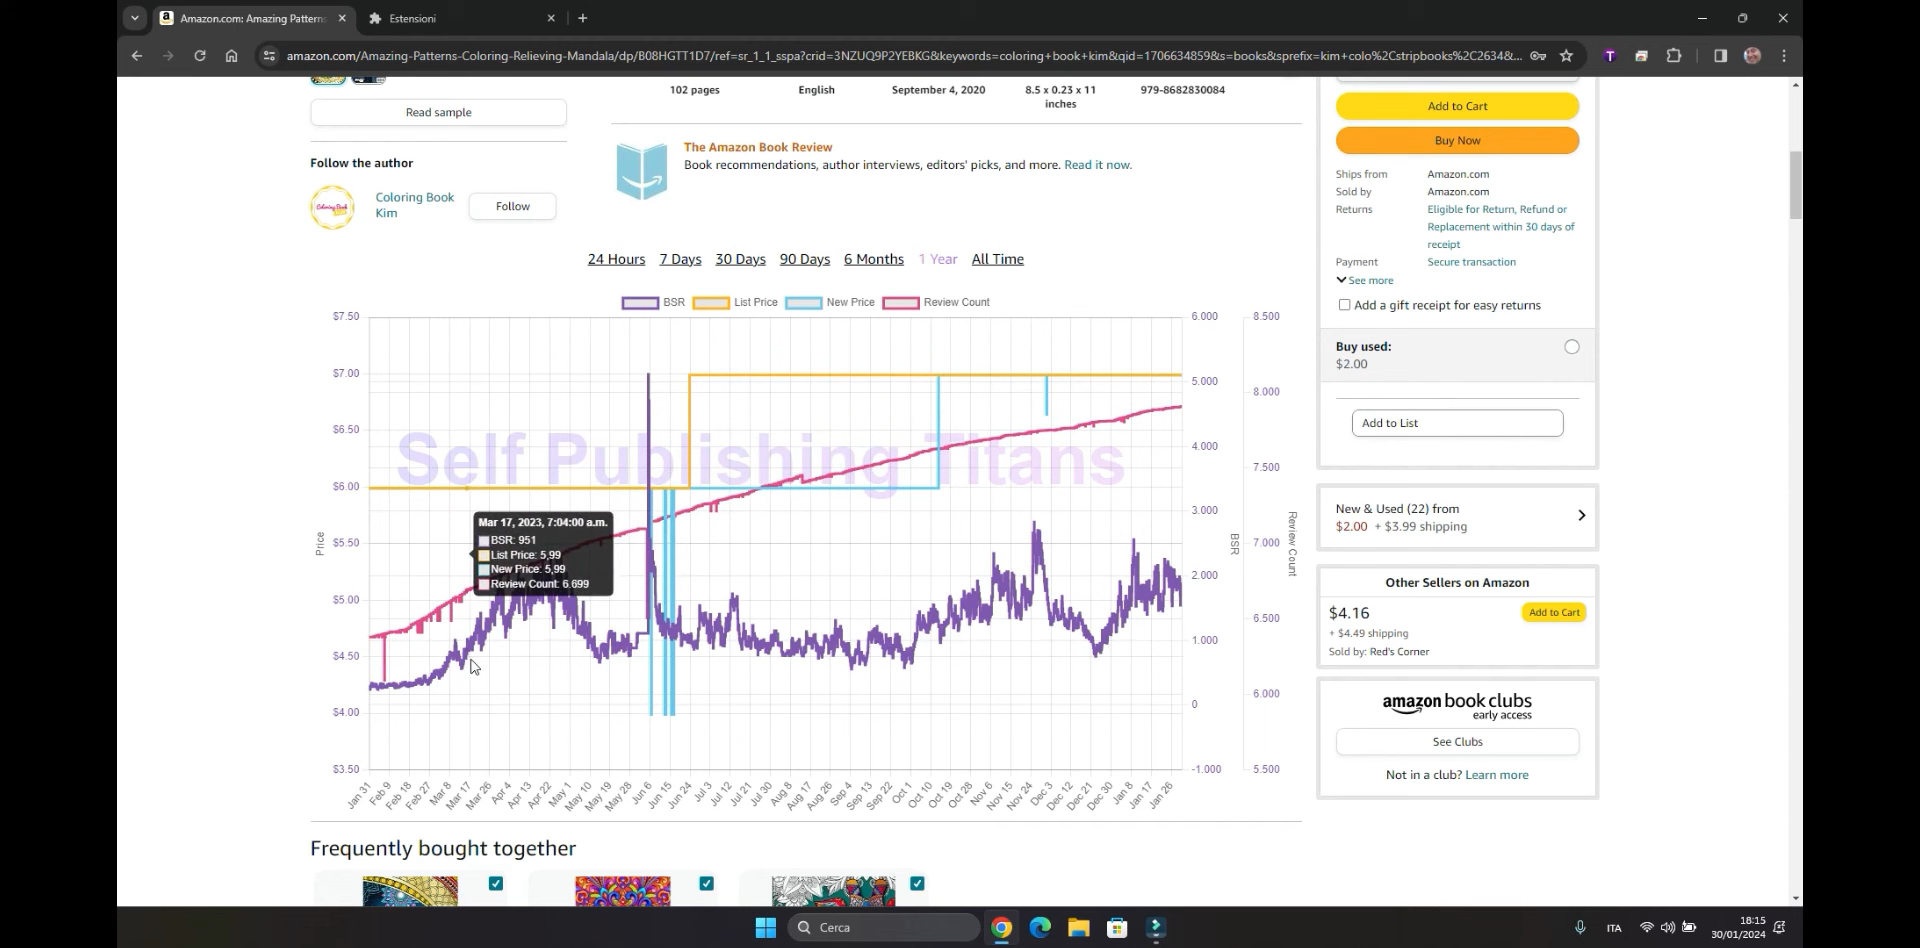 Amazon.com: Amazing Patterns
Estensioni
amazon.com/Amazing-Patterns-Coloring-Relieving-Mandala/dp/B08HGTT1D7/ref=sr_1_1_sspa?crid=3NZUQ9P2YEBKG&keywords=coloring+book+kim&qid=1706634859&s=books&sprefix=kim+colo%2Cstripbooks%2C2634&...
102 pages
English
September 4, 2020
8.5 x 0.23 x 11
inches
979-8682830084
Read sample
Follow the author
Coloring Book
Kim
Follow
The Amazon Book Review
Book recommendations, author interviews, editors' picks, and more. Read it now.
24 Hours 7 Days 30 Days 90 Days 6 Months 1 Year All Time
BSR List Price New Price Review Count
$7.50
$7.00
$6.50
$6.00
$5.50
$5.00
$4.50
$4.00
$3.50
Price
Self Publishing Titans
Mar 17, 2023, 7:04:00 a.m.
BSR: 951
List Price: 5,99
New Price: 5,99
Review Count: 6.699
6.000
5.000
4.000
3.000
2.000
1.000
0
-1.000
BSR
8.500
8.000
7.500
7.000
6.500
6.000
5.500
Review Count
Jan 31 Feb 9 Feb 18 Feb 27 Mar 8 Mar 17 Mar 26 Apr 4 Apr 13 Apr 22 May 1 May 10 May 19 May 28 Jun 6 Jun 15 Jun 24 Jul 3 Jul 12 Jul 21 Jul 30 Aug 8 Aug 17 Aug 26 Sep 4 Sep 13 Sep 22 Oct 1 Oct 10 Oct 19 Oct 28 Nov 6 Nov 15 Nov 24 Dec 3 Dec 12 Dec 21 Dec 30 Jan 8 Jan 17 Jan 26
Frequently bought together
Add to Cart
Buy Now
Ships from Amazon.com
Sold by Amazon.com
Returns Eligible for Return, Refund or
Replacement within 30 days of
receipt
Payment Secure transaction
See more
Add a gift receipt for easy returns
Buy used:
$2.00
Add to List
New & Used (22) from
$2.00 + $3.99 shipping
Other Sellers on Amazon
$4.16
Add to Cart
+ $4.49 shipping
Sold by: Red's Corner
amazon book clubs
early access
See Clubs
Not in a club? Learn more
Cerca
ITA
18:15
30/01/2024